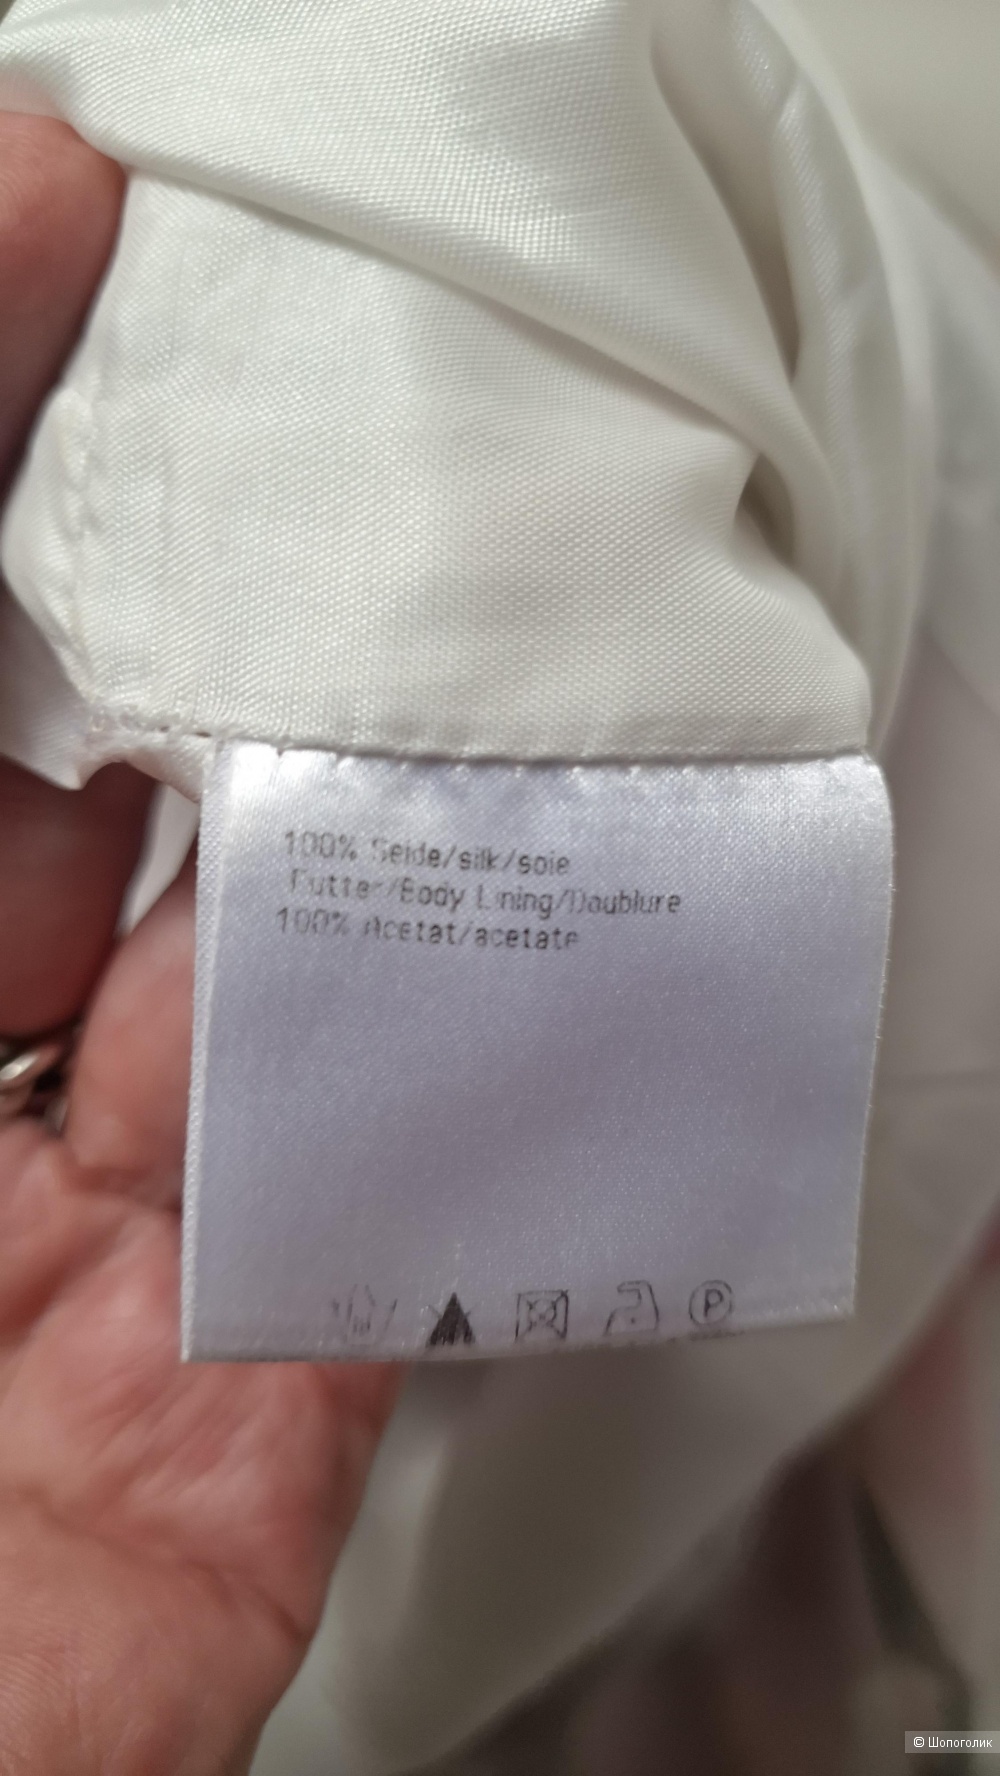 100% Seide/silk/soie
Futter/Body Lining/Doublure
100% Acetat/acetate
P
© Шопоголик